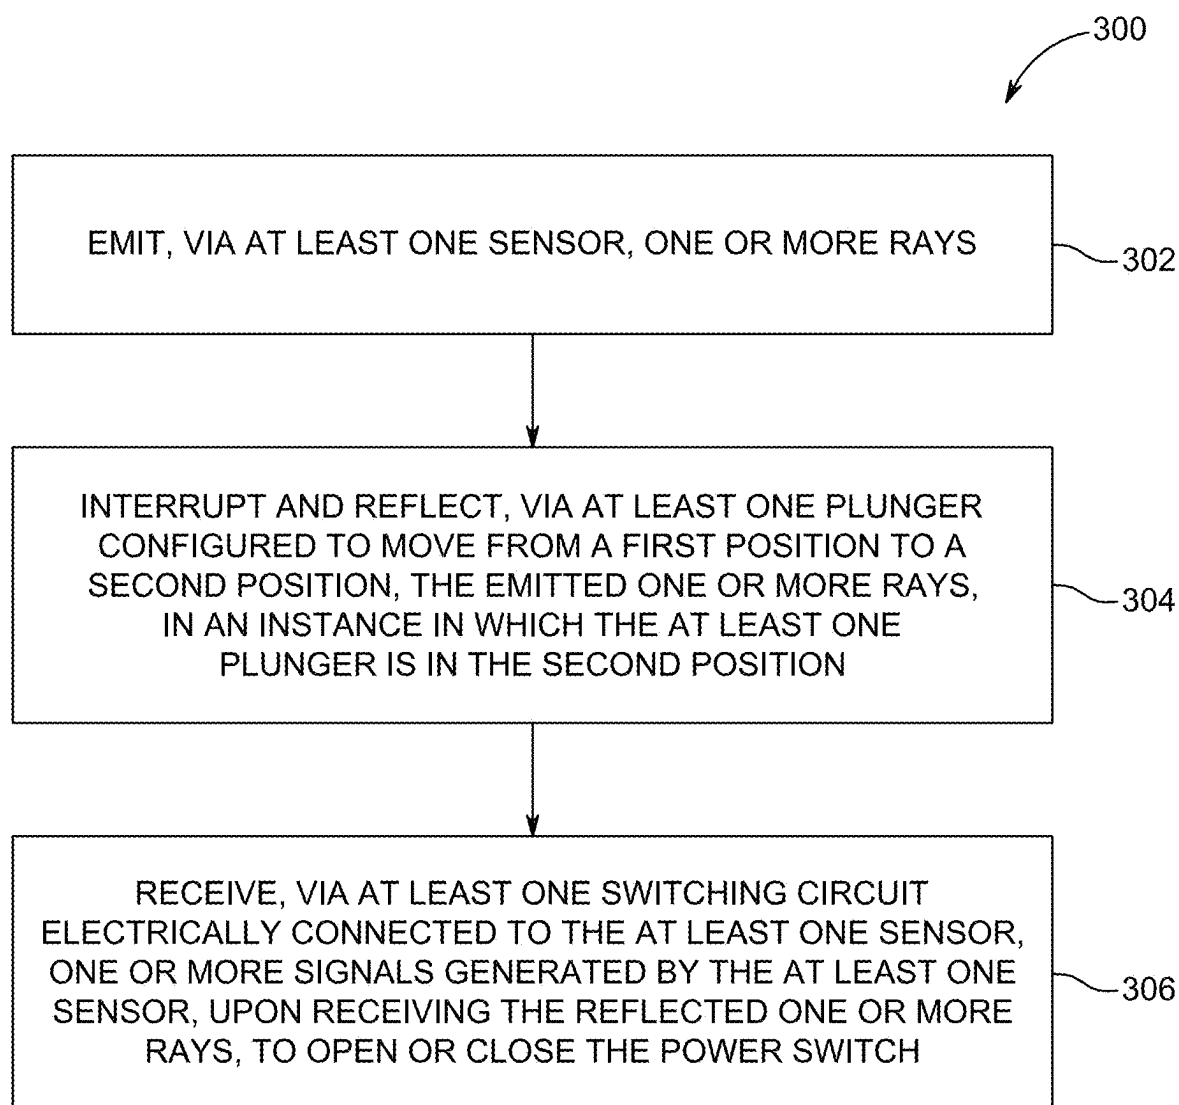 300
EMIT, VIA AT LEAST ONE SENSOR, ONE OR MORE RAYS
302
INTERRUPT AND REFLECT, VIA AT LEAST ONE PLUNGER
CONFIGURED TO MOVE FROM A FIRST POSITION TO A
SECOND POSITION, THE EMITTED ONE OR MORE RAYS,
IN AN INSTANCE IN WHICH THE AT LEAST ONE
PLUNGER IS IN THE SECOND POSITION
304
RECEIVE, VIA AT LEAST ONE SWITCHING CIRCUIT
ELECTRICALLY CONNECTED TO THE AT LEAST ONE SENSOR,
ONE OR MORE SIGNALS GENERATED BY THE AT LEAST ONE
SENSOR, UPON RECEIVING THE REFLECTED ONE OR MORE
RAYS, TO OPEN OR CLOSE THE POWER SWITCH
306